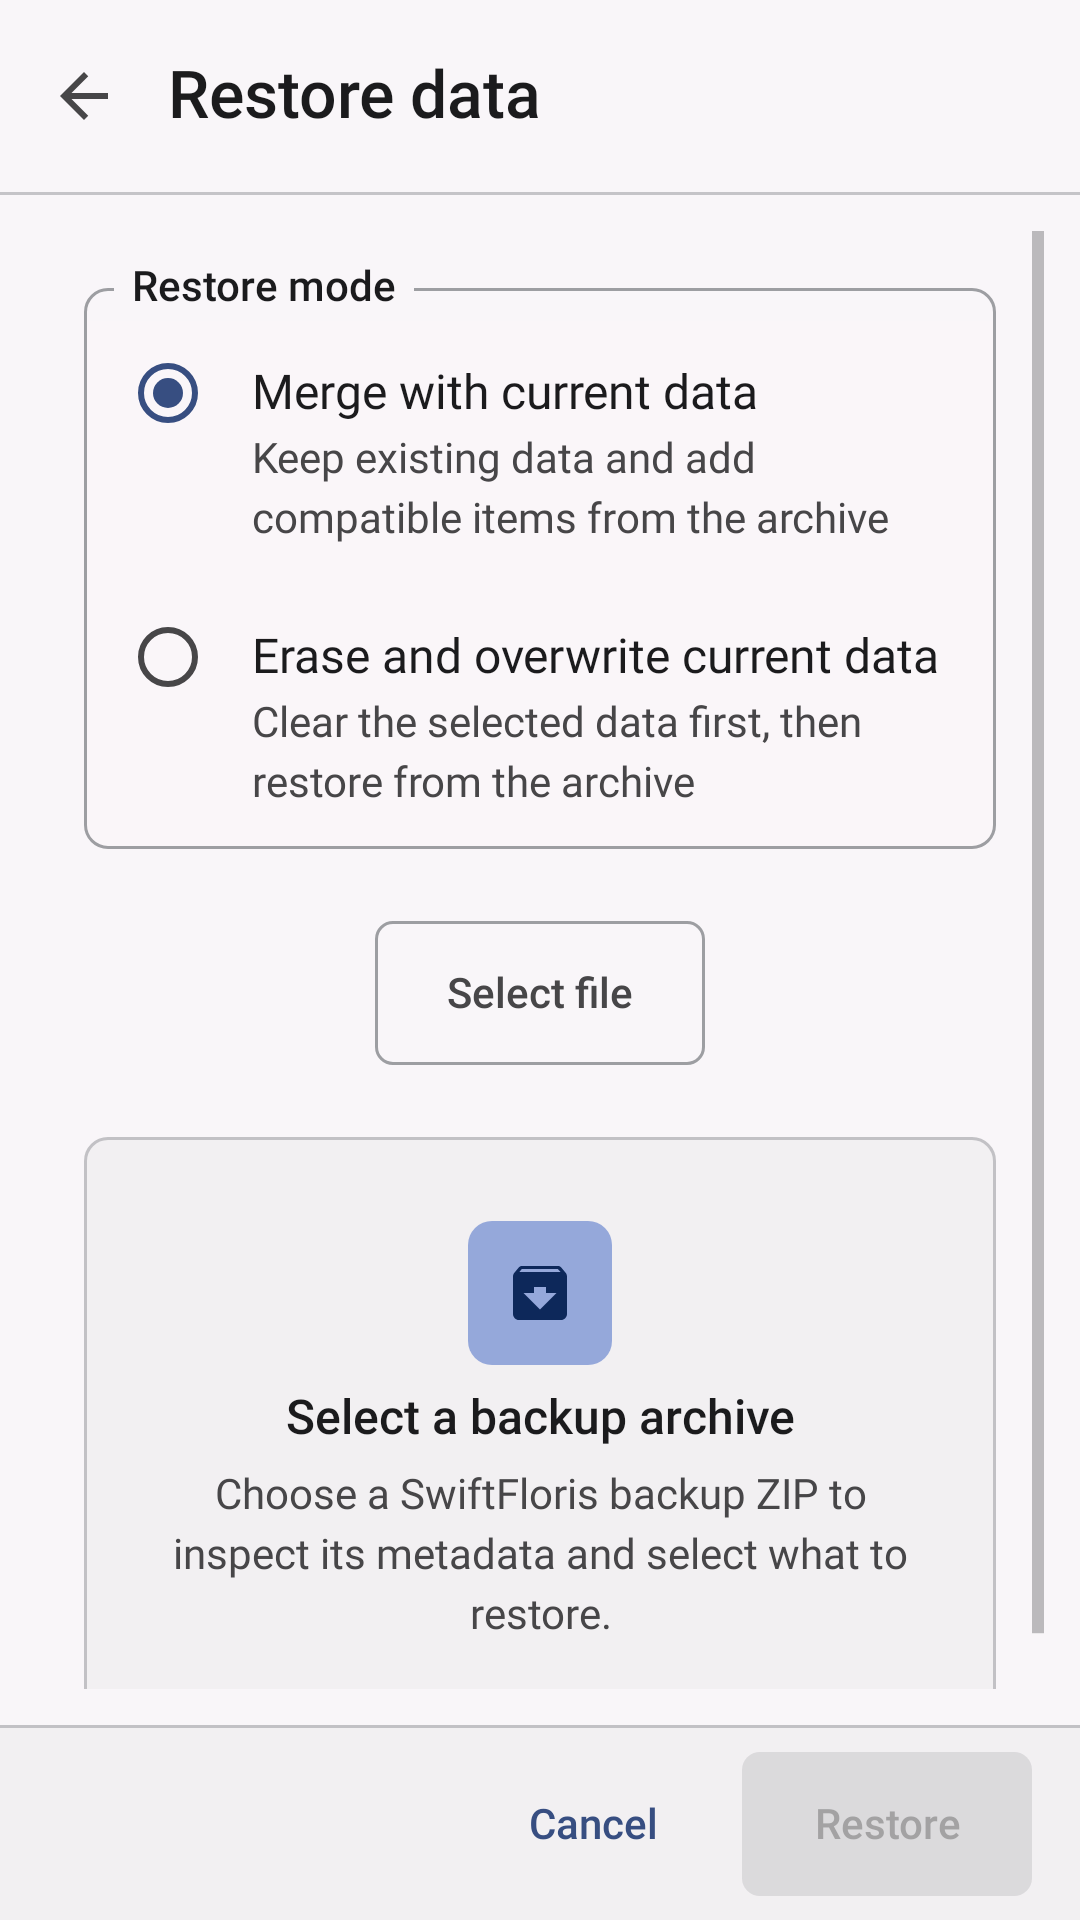 Restore data
Restore mode
Merge with current data
Keep existing data and add
compatible items from the archive
Erase and overwrite current data
Clear the selected data first, then
restore from the archive
Select file
Select a backup archive
Choose a SwiftFloris backup ZIP to
inspect its metadata and select what to
restore.
Cancel
Restore